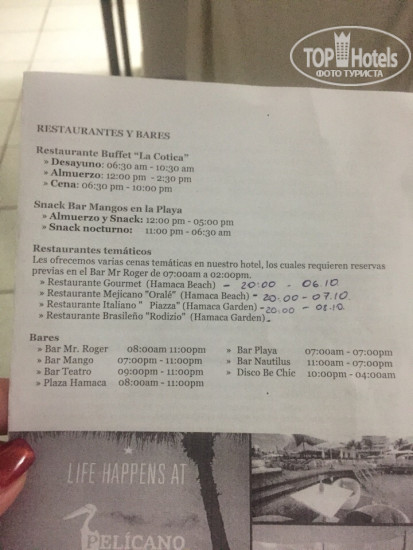 TOP Hotels
ФОТО ТУРИСТА
RESTAURANTES Y BARES
Restaurante Buffet "La Cotica"
» Desayuno: 06:30 am - 10:30 am
» Almuerzo: 12:00 pm - 2:30 pm
» Cena: 06:30 pm - 10:00 pm
Snack Bar Mangos en la Playa
» Almuerzo y Snack: 12:00 pm - 05:00 pm
» Snack nocturno: 11:00 pm - 06:30 am
Restaurantes temáticos
Les ofrecemos varias cenas temáticas en nuestro hotel, los cuales requieren reservas
previas en el Bar Mr Roger de 07:00am a 02:00pm.
» Restaurante Gourmet (Hamaca Beach) - 20:00 - 06.10
» Restaurante Mejicano "Oralé" (Hamaca Beach) - 20:00 - 07.10
» Restaurante Italiano " Piazza" (Hamaca Garden) - 20:00 - 01.10
» Restaurante Brasileño "Rodizio" (Hamaca Garden) -
Bares
» Bar Mr. Roger 08:00am 11:00pm
» Bar Mango 07:00pm - 11:00pm
» Bar Teatro 09:00pm - 11:00pm
» Plaza Hamaca 08:00am - 11:00pm
» Bar Playa 07:00am - 07:00pm
» Bar Nautilus 11:00am - 07:00pm
» Disco Be Chic 10:00pm - 04:00am
LIFE HAPPENS AT
PELÍCANO